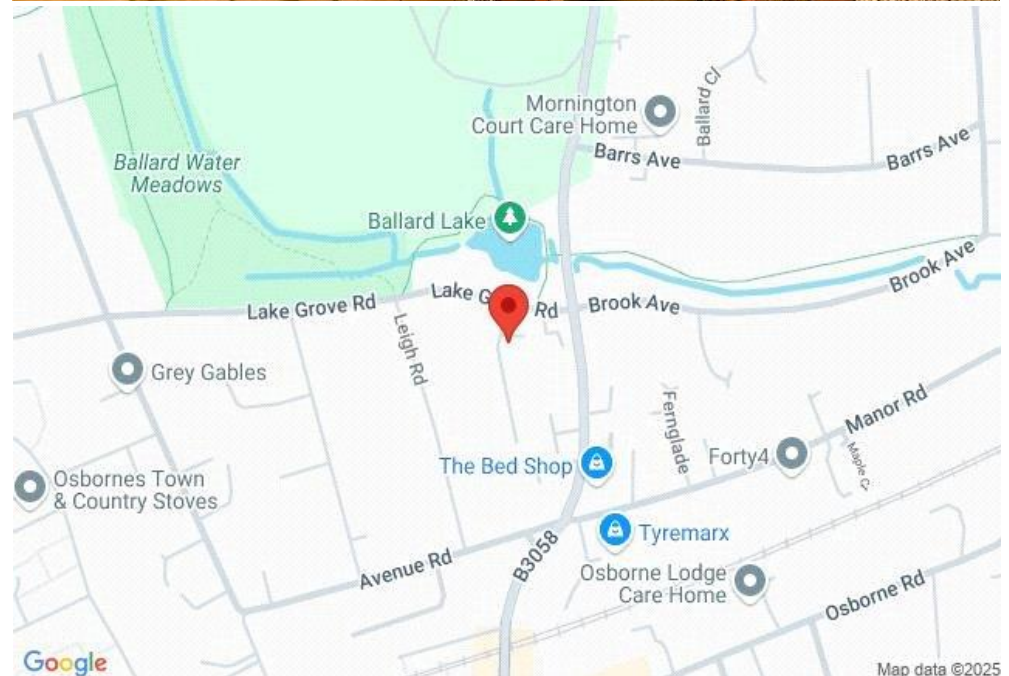 Mornington
Court Care Home
Ballard Cl
Barrs Ave
Barrs Ave
Ballard Water
Meadows
Ballard Lake
Brook Ave
Lake Grove Rd
Lake G
Rd
Brook Ave
Leigh Rd
Grey Gables
Fernglade
Manor Rd
The Bed Shop
Forty4
Maple C
Osbornes Town
& Country Stoves
Tyremarx
B3058
Avenue Rd
Osborne Lodge
Care Home
Osborne Rd
Google
Map data ©2025